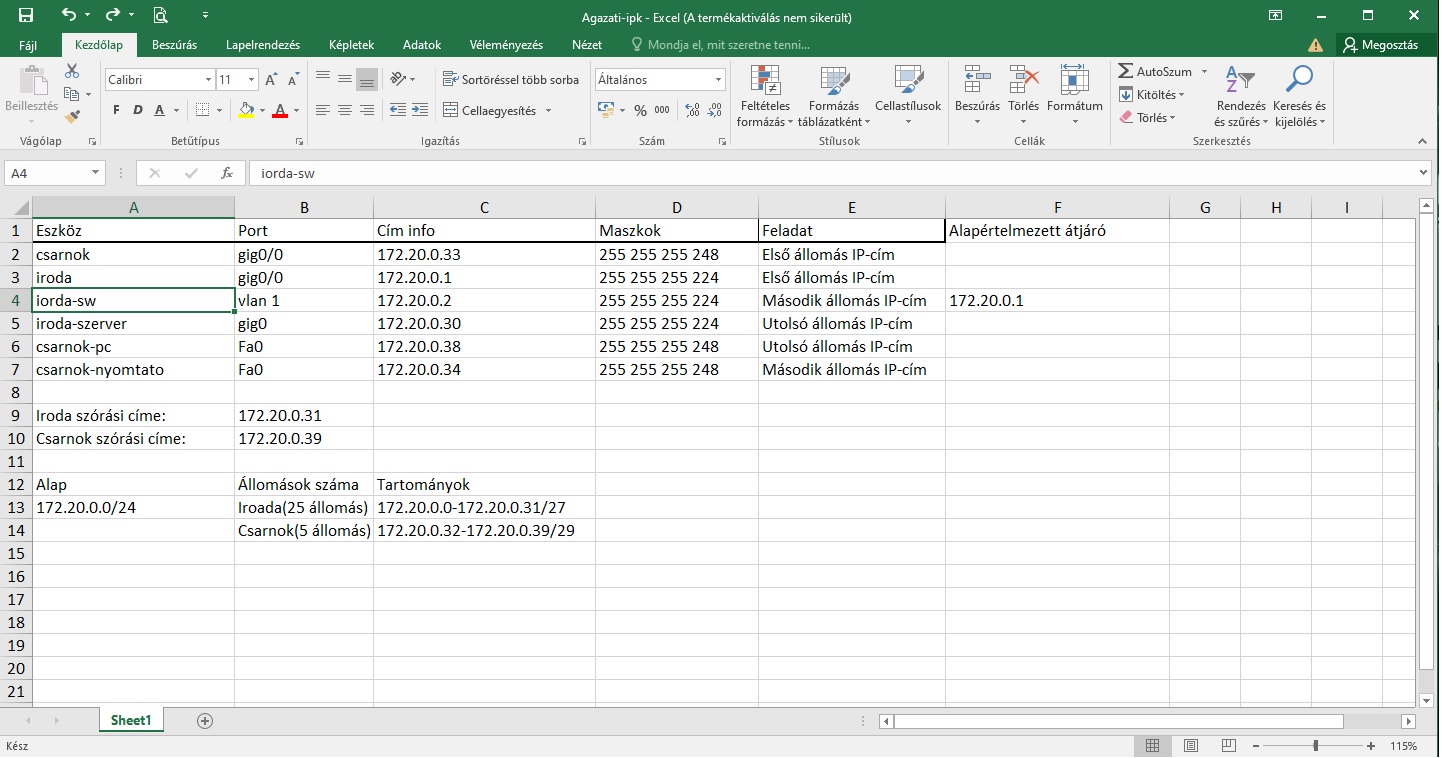 Agazati-ipk - Excel (A termékaktiválás nem sikerült)
Fájl Kezdőlap Beszúrás Lapelrendezés Képletek Adatok Véleményezés Nézet Mondja el, mit szeretne tenni... Megosztás
Beillesztés
Calibri 11
F D A A
Sortöréssel több sorba
Cellaegyesítés
Általános
% 000
Feltételes formázás
Formázás táblázatként
Cellastílusok
Beszúrás Törlés Formátum
AutoSzum
Kitöltés
Törlés
Rendezés és szűrés
Keresés és kijelölés
Vágólap Betűtípus Igazítás Szám Stílusok Cellák Szerkesztés
A4 fx iorda-sw
A B C D E F G H I
1 Eszköz Port Cím info Maszkok Feladat Alapértelmezett átjáró
2 csarnok gig0/0 172.20.0.33 255 255 255 248 Első állomás IP-cím
3 iroda gig0/0 172.20.0.1 255 255 255 224 Első állomás IP-cím
4 iorda-sw vlan 1 172.20.0.2 255 255 255 224 Második állomás IP-cím 172.20.0.1
5 iroda-szerver gig0 172.20.0.30 255 255 255 224 Utolsó állomás IP-cím
6 csarnok-pc Fa0 172.20.0.38 255 255 255 248 Utolsó állomás IP-cím
7 csarnok-nyomtato Fa0 172.20.0.34 255 255 255 248 Második állomás IP-cím
8
9 Iroda szórási címe: 172.20.0.31
10 Csarnok szórási címe: 172.20.0.39
11
12 Alap Állomások száma Tartományok
13 172.20.0.0/24 Iroada(25 állomás) 172.20.0.0-172.20.0.31/27
14 Csarnok(5 állomás) 172.20.0.32-172.20.0.39/29
15
16
17
18
19
20
21
Sheet1
Kész 115%